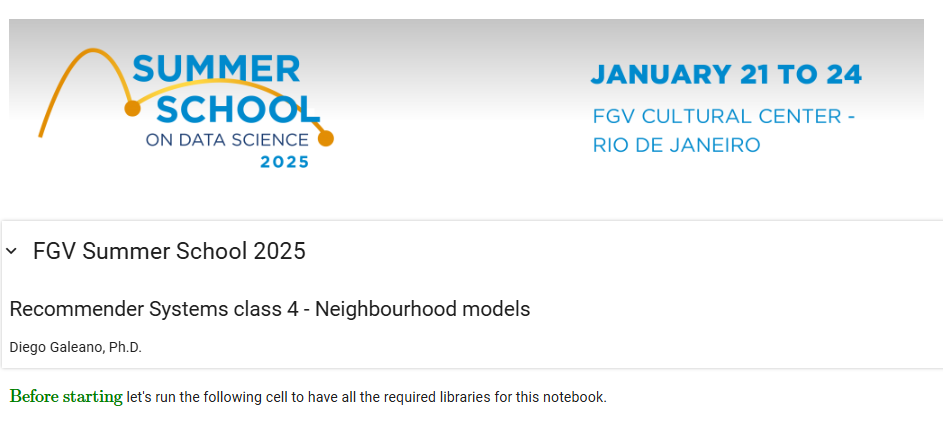 SUMMER
SCHOOL
ON DATA SCIENCE
2025
JANUARY 21 TO 24
FGV CULTURAL CENTER -
RIO DE JANEIRO
FGV Summer School 2025
Recommender Systems class 4 - Neighbourhood models
Diego Galeano, Ph.D.
Before starting let's run the following cell to have all the required libraries for this notebook.